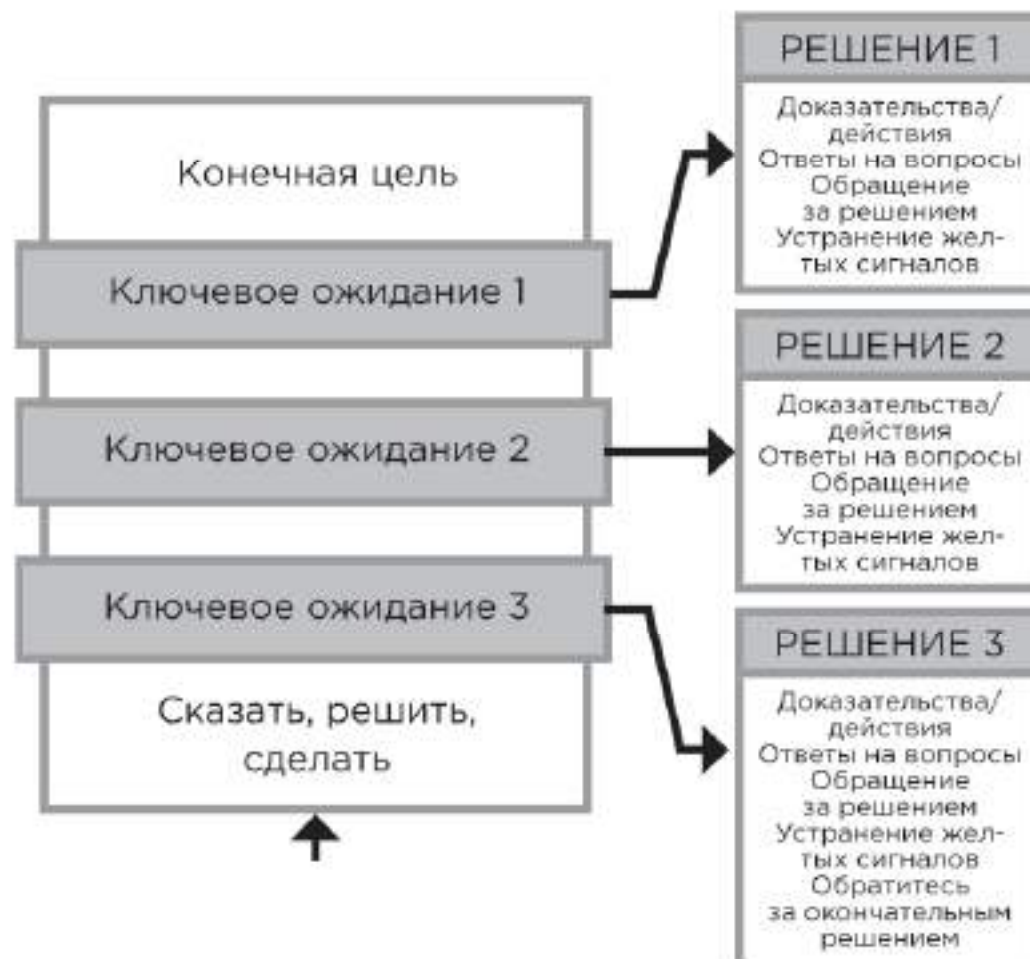 Конечная цель
Ключевое ожидание 1
Ключевое ожидание 2
Ключевое ожидание 3
Сказать, решить,
сделать
РЕШЕНИЕ 1
Доказательства/
действия
Ответы на вопросы
Обращение
за решением
Устранение жел-
тых сигналов
РЕШЕНИЕ 2
Доказательства/
действия
Ответы на вопросы
Обращение
за решением
Устранение жел-
тых сигналов
РЕШЕНИЕ 3
Доказательства/
действия
Ответы на вопросы
Обращение
за решением
Устранение жел-
тых сигналов
Обратитесь
за окончательным
решением